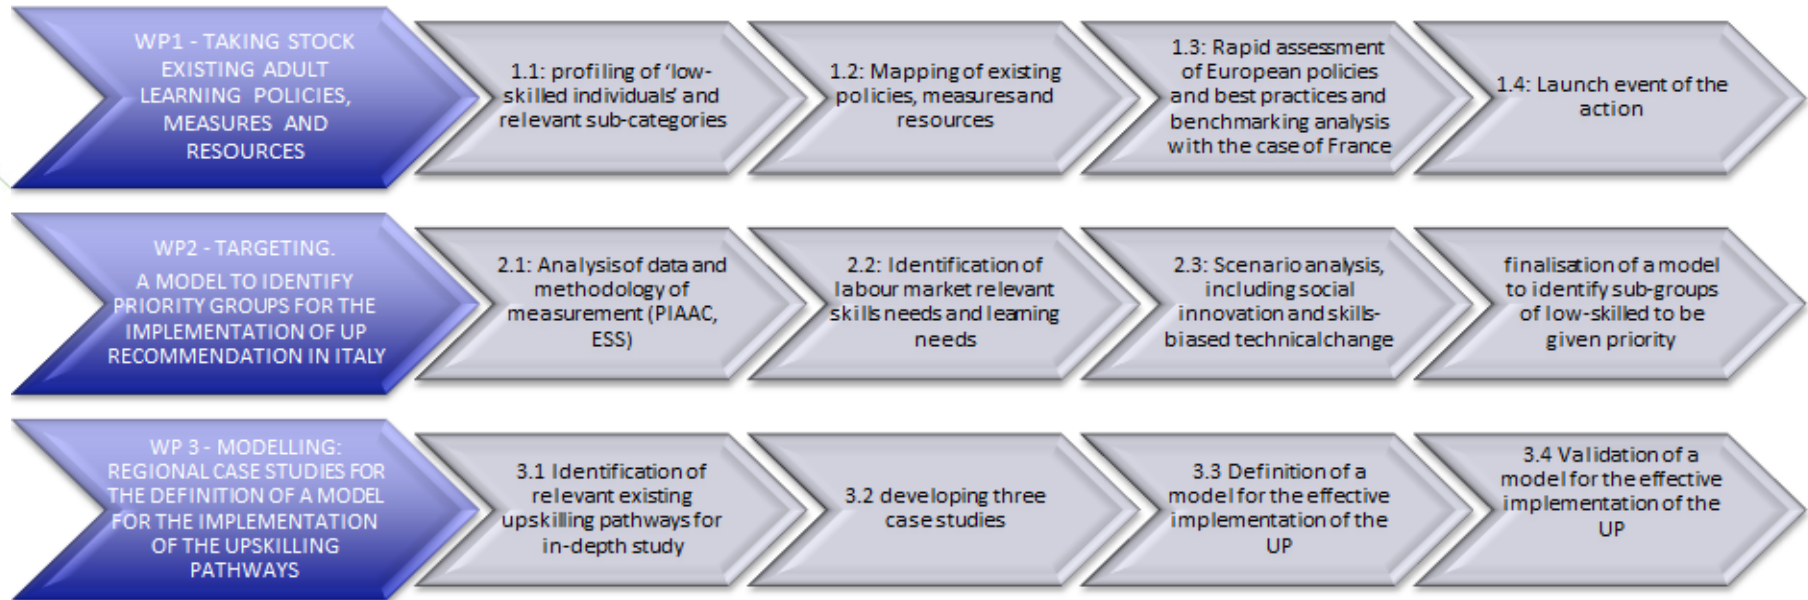 WP1 - TAKING STOCK
EXISTING ADULT
LEARNING POLICIES,
MEASURES AND
RESOURCES
1.1: profiling of ‘low-
skilled individuals’ and
relevant sub-categories
1.2: Mapping of existing
policies, measures and
resources
1.3: Rapid assessment
of European policies
and best practices and
benchmarking analysis
with the case of France
1.4: Launch event of the
action
WP2 - TARGETING.
A MODEL TO IDENTIFY
PRIORITY GROUPS FOR THE
IMPLEMENTATION OF UP
RECOMMENDATION IN ITALY
2.1: Analysis of data and
methodology of
measurement (PIAAC,
ESS)
2.2: Identification of
labour market relevant
skills needs and learning
needs
2.3: Scenario analysis,
including social
innovation and skills-
biased technical change
finalisation of a model
to identify sub-groups
of low-skilled to be
given priority
WP 3 - MODELLING:
REGIONAL CASE STUDIES FOR
THE DEFINITION OF A MODEL
FOR THE IMPLEMENTATION
OF THE UPSKILLING
PATHWAYS
3.1 Identification of
relevant existing
upskilling pathways for
in-depth study
3.2 developing three
case studies
3.3 Definition of a
model for the effective
implementation of the
UP
3.4 Validation of a
model for the effective
implementation of the
UP